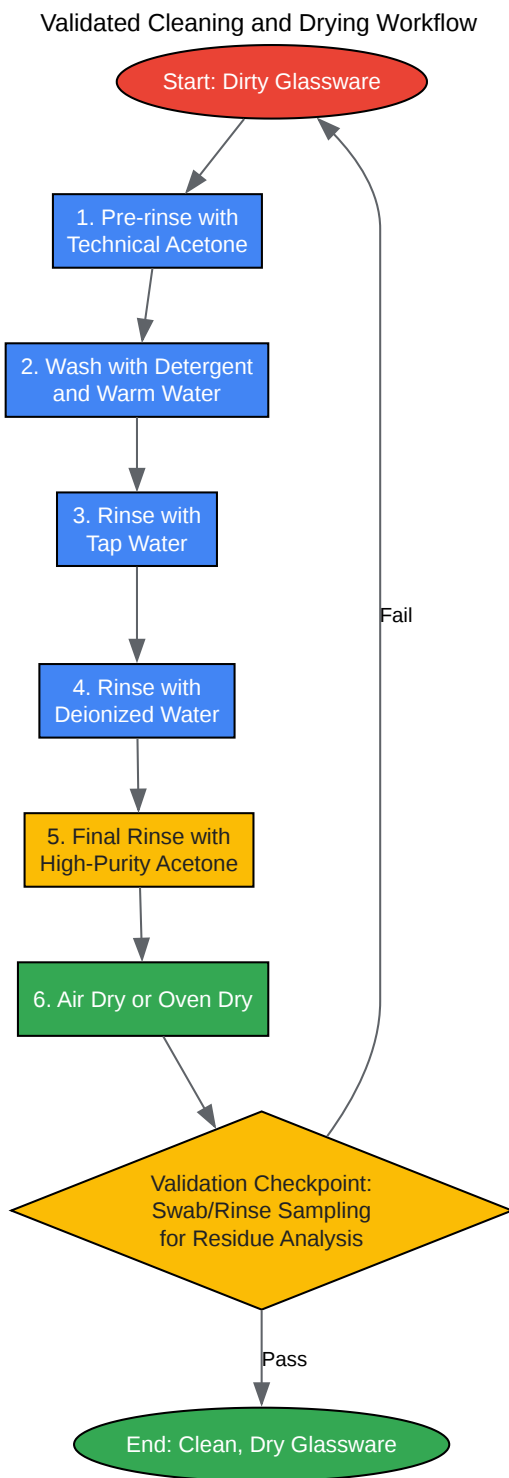 Validated Cleaning and Drying Workflow
Start: Dirty Glassware
1. Pre-rinse with
Technical Acetone
2. Wash with Detergent
and Warm Water
3. Rinse with
Tap Water
4. Rinse with
Deionized Water
5. Final Rinse with
High-Purity Acetone
6. Air Dry or Oven Dry
Validation Checkpoint:
Swab/Rinse Sampling
for Residue Analysis
Fail
Pass
End: Clean, Dry Glassware